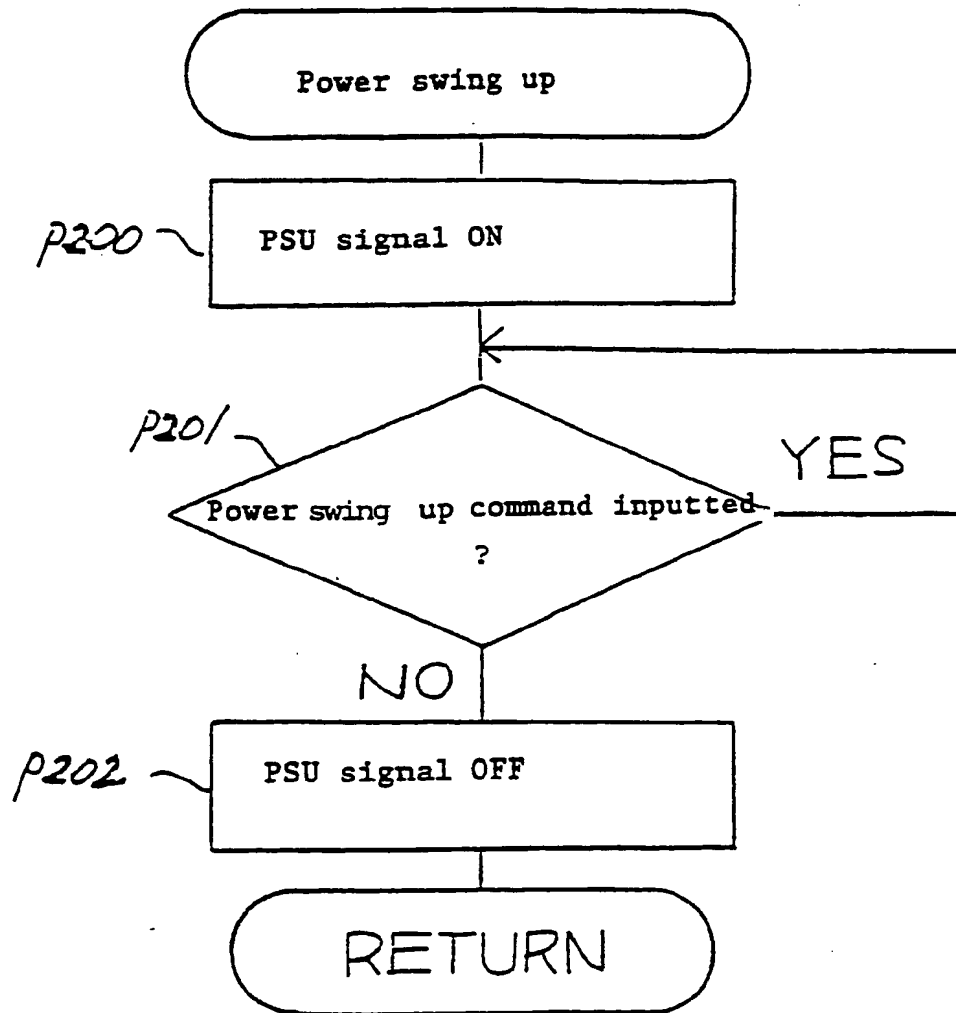 Power swing up
P200
PSU signal ON
P201
YES
Power swing up command inputted
?
NO
P202
PSU signal OFF
RETURN